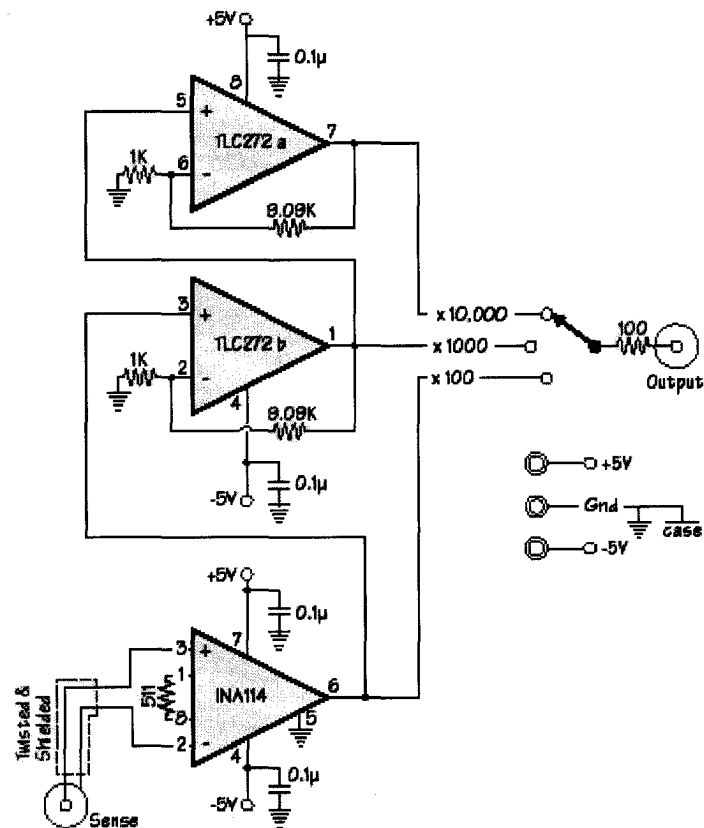 +5V
0.1µ
8
5
+
7
TLC272 a
1K
6
-
9.09K
3
+
1
TLC272 b
1K
2
-
4
9.09K
0.1µ
-5V
x 10,000
x 1000
x 100
100
Output
+5V
Gnd
case
-5V
+5V
0.1µ
7
3
+
1
511
INA114
6
8
5
2
-
4
0.1µ
-5V
Twisted &
Shielded
Sense